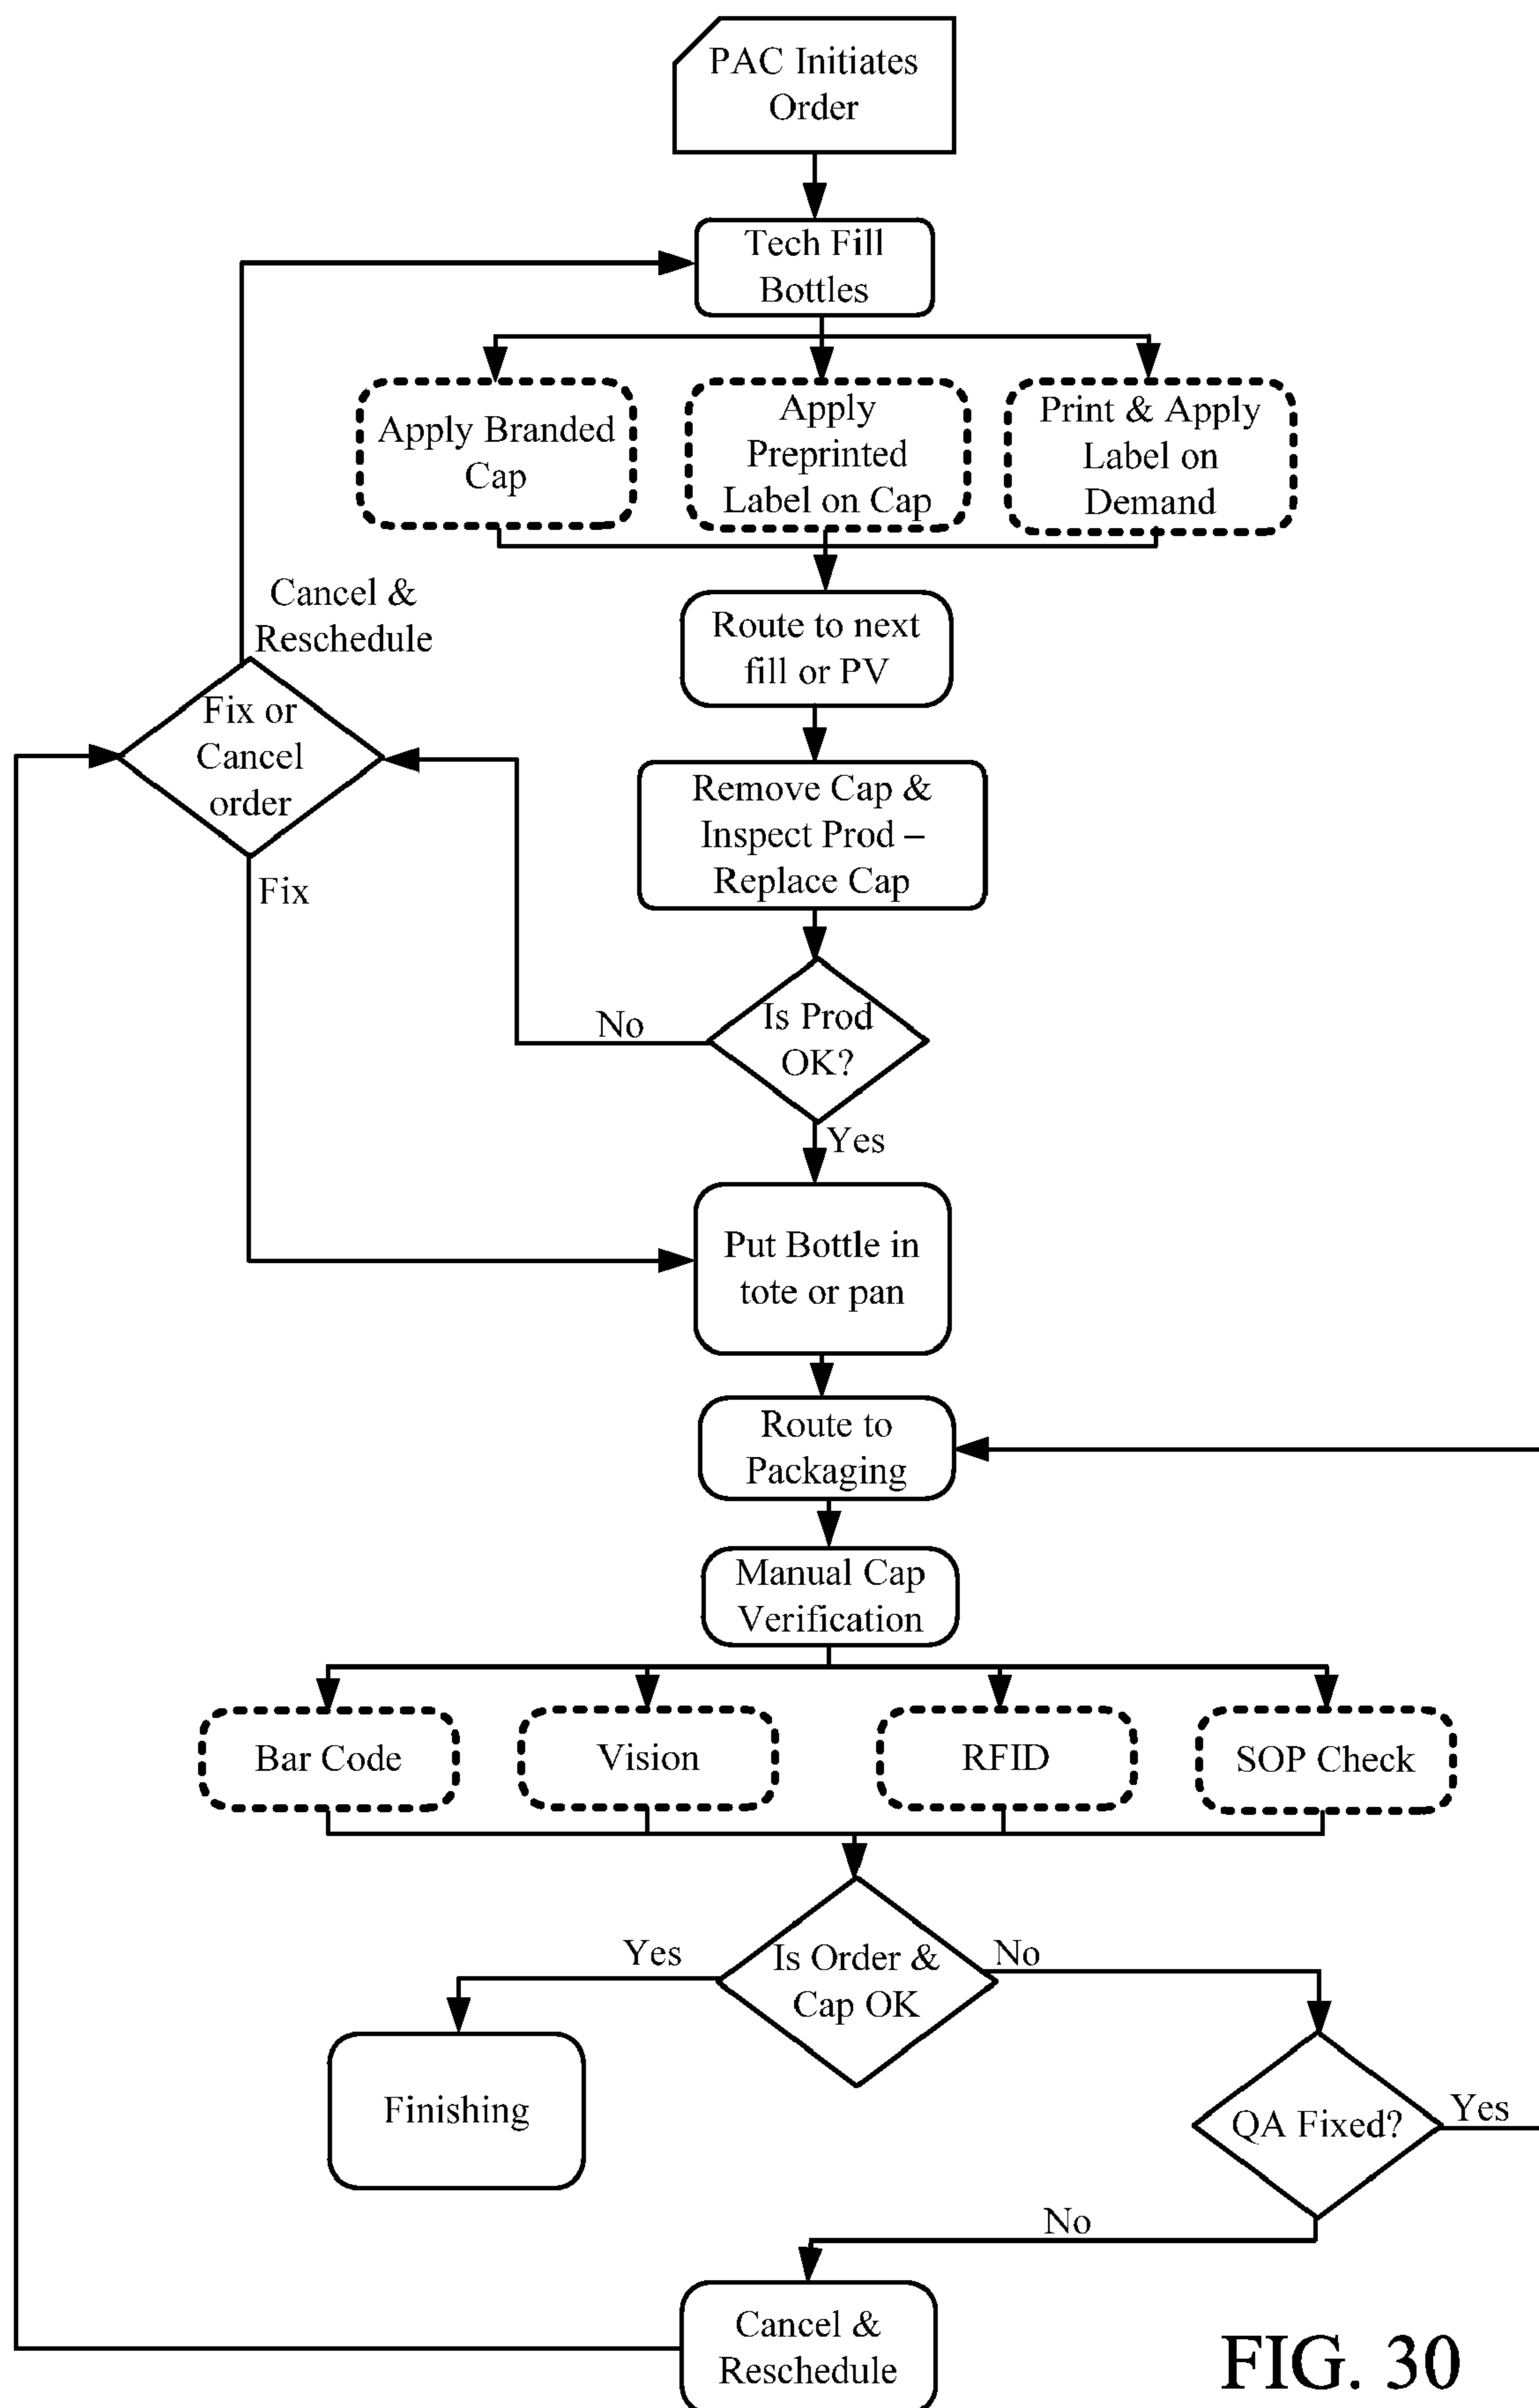 PAC Initiates
Order
Tech Fill
Bottles
Apply Branded
Cap
Apply
Preprinted
Label on Cap
Print & Apply
Label on
Demand
Cancel &
Reschedule
Route to next
fill or PV
Fix or
Cancel
order
Remove Cap &
Inspect Prod –
Replace Cap
Fix
No
Is Prod
OK?
Yes
Put Bottle in
tote or pan
Route to
Packaging
Manual Cap
Verification
Bar Code
Vision
RFID
SOP Check
Yes
Is Order &
Cap OK
No
Finishing
QA Fixed?
Yes
No
Cancel &
Reschedule
FIG. 30